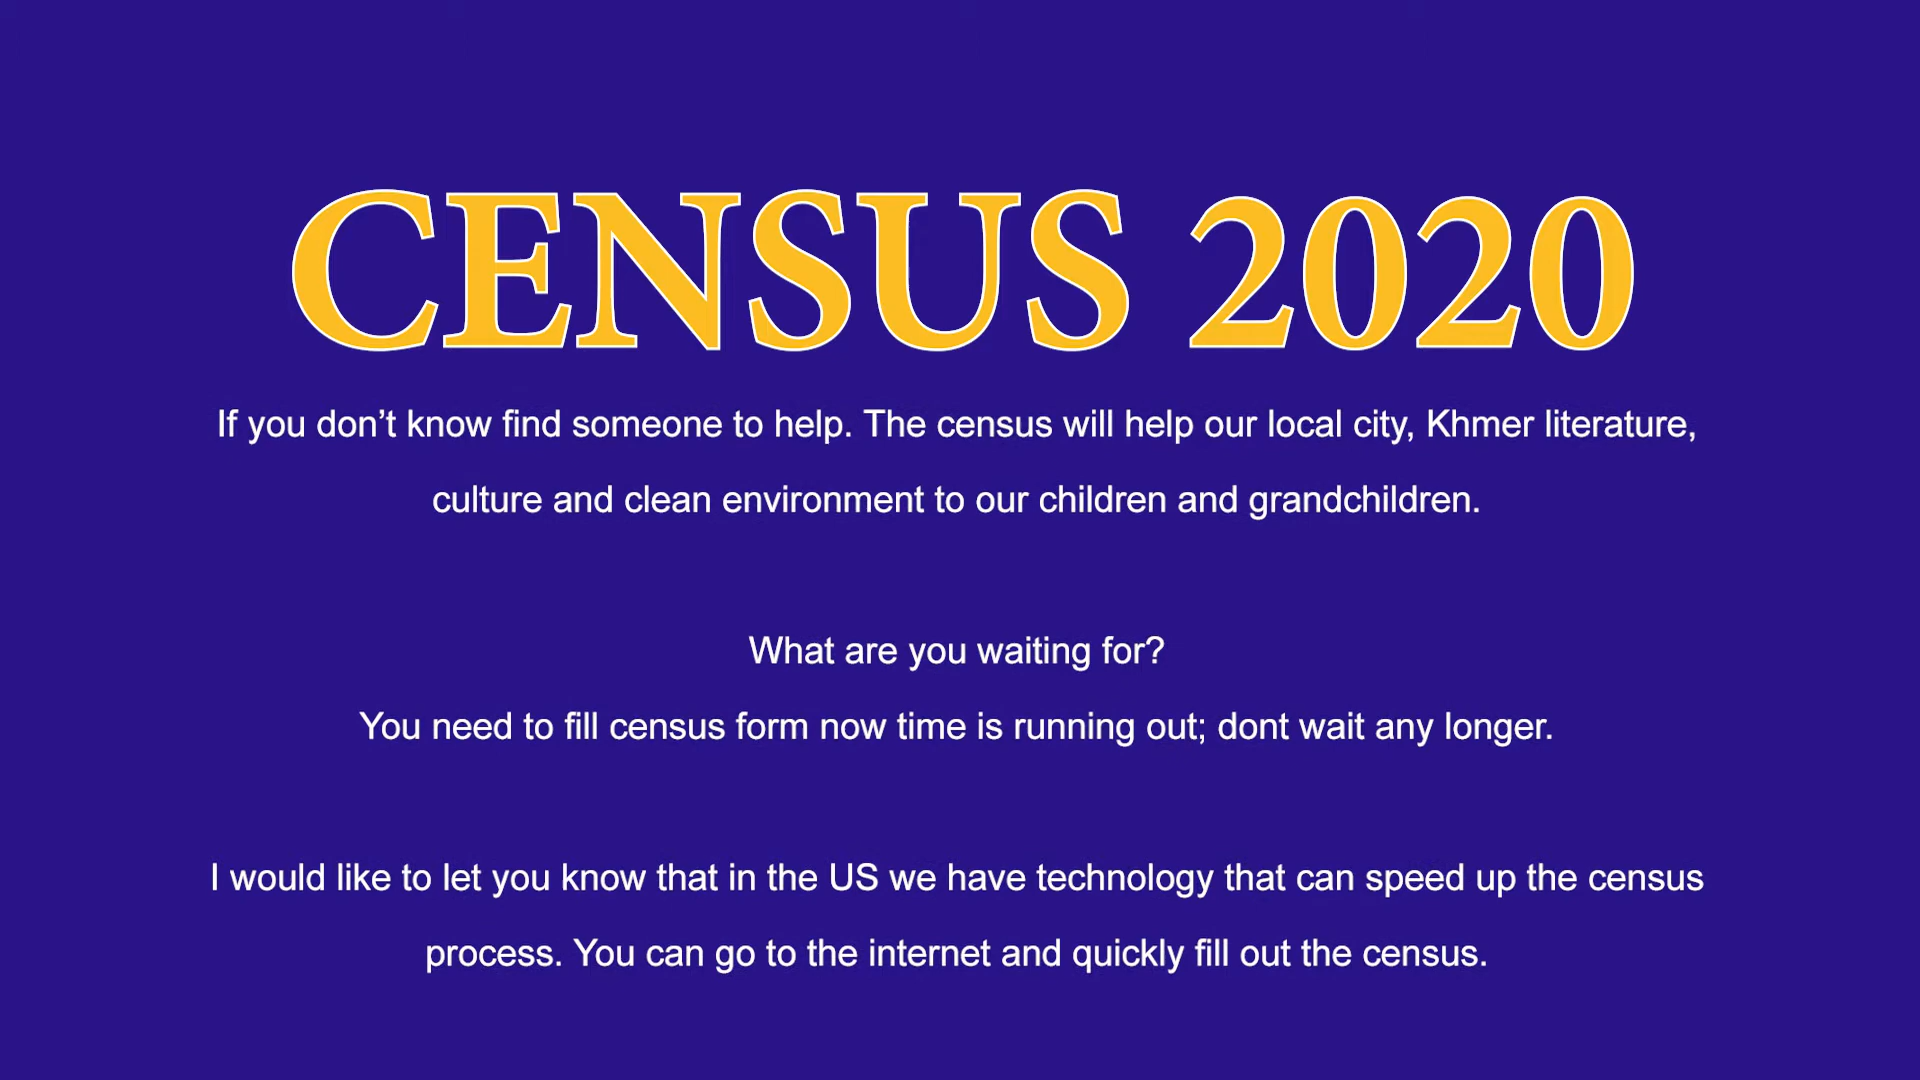 CENSUS 2020
If you don’t know find someone to help. The census will help our local city, Khmer literature,
culture and clean environment to our children and grandchildren.
What are you waiting for?
You need to fill census form now time is running out; dont wait any longer.
I would like to let you know that in the US we have technology that can speed up the census
process. You can go to the internet and quickly fill out the census.